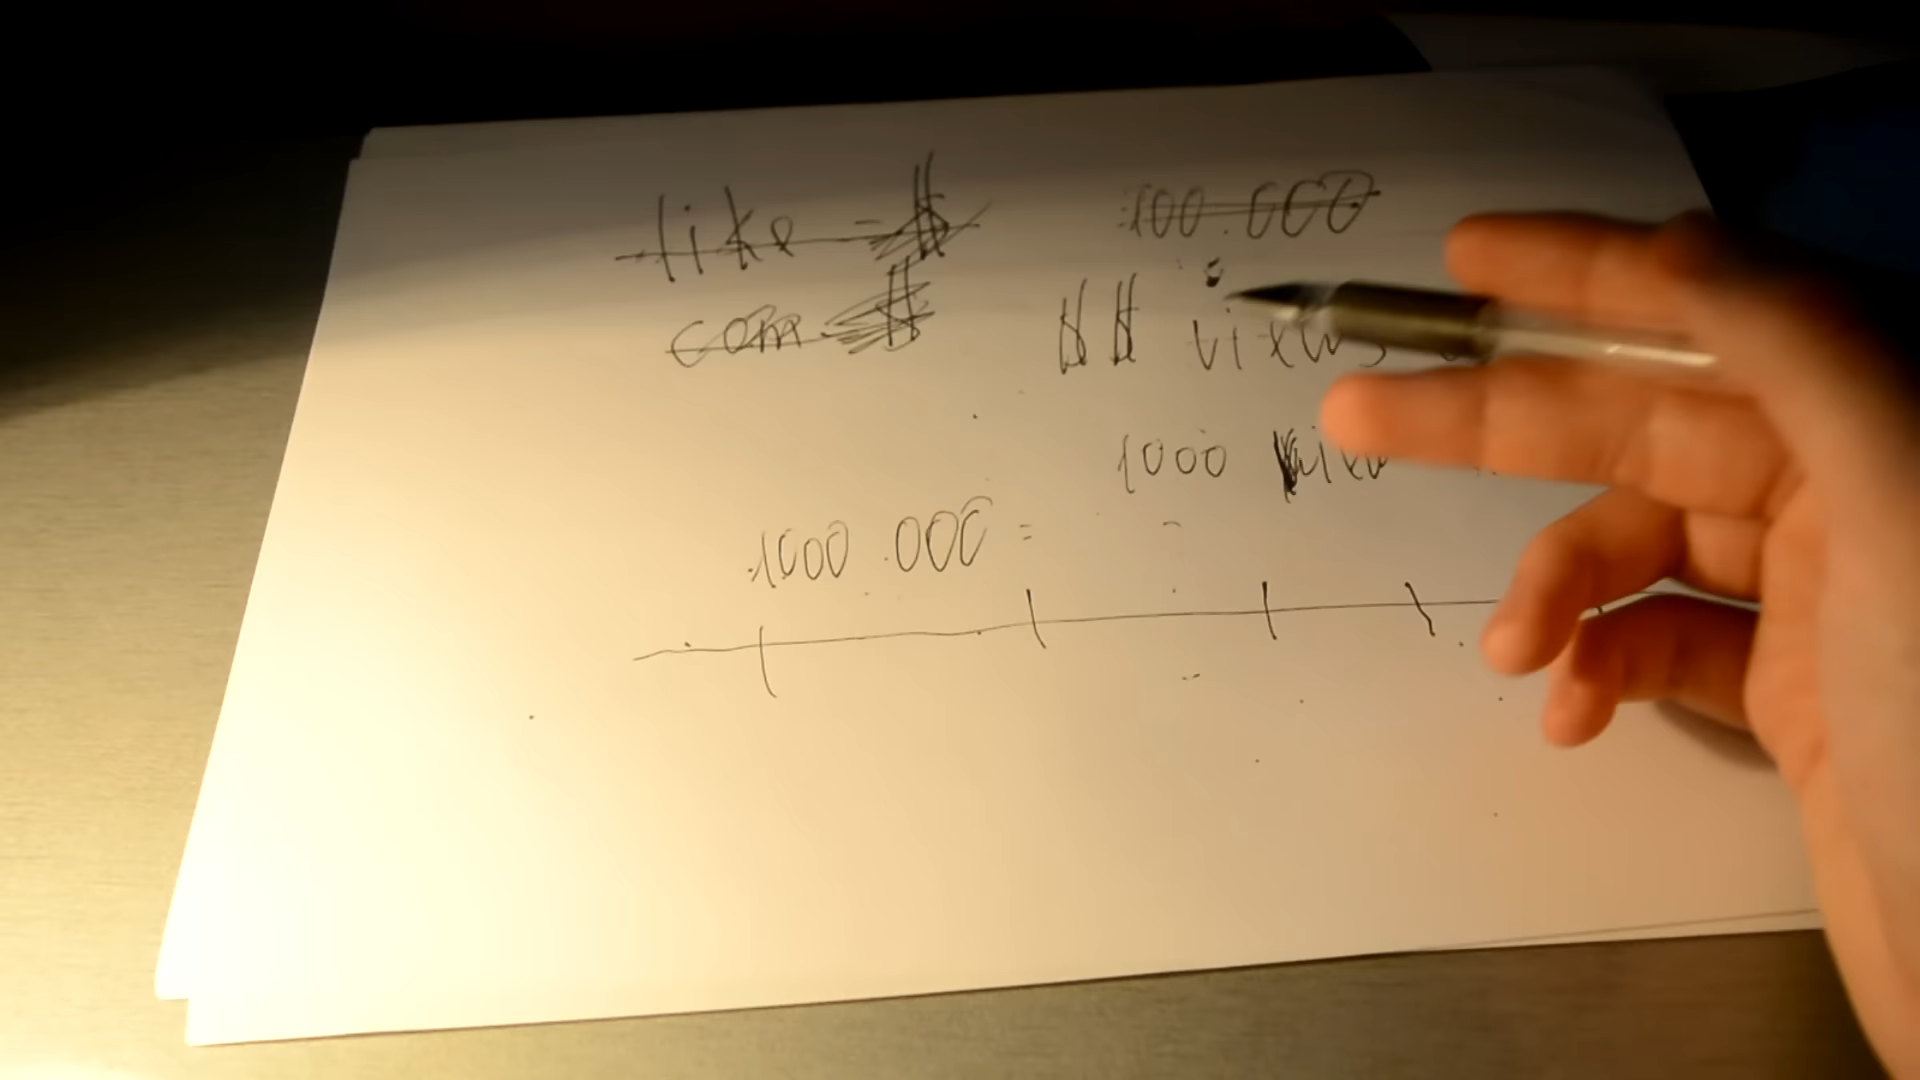 like = $
100.000
com = $
$$ views
1000
1000.000 =